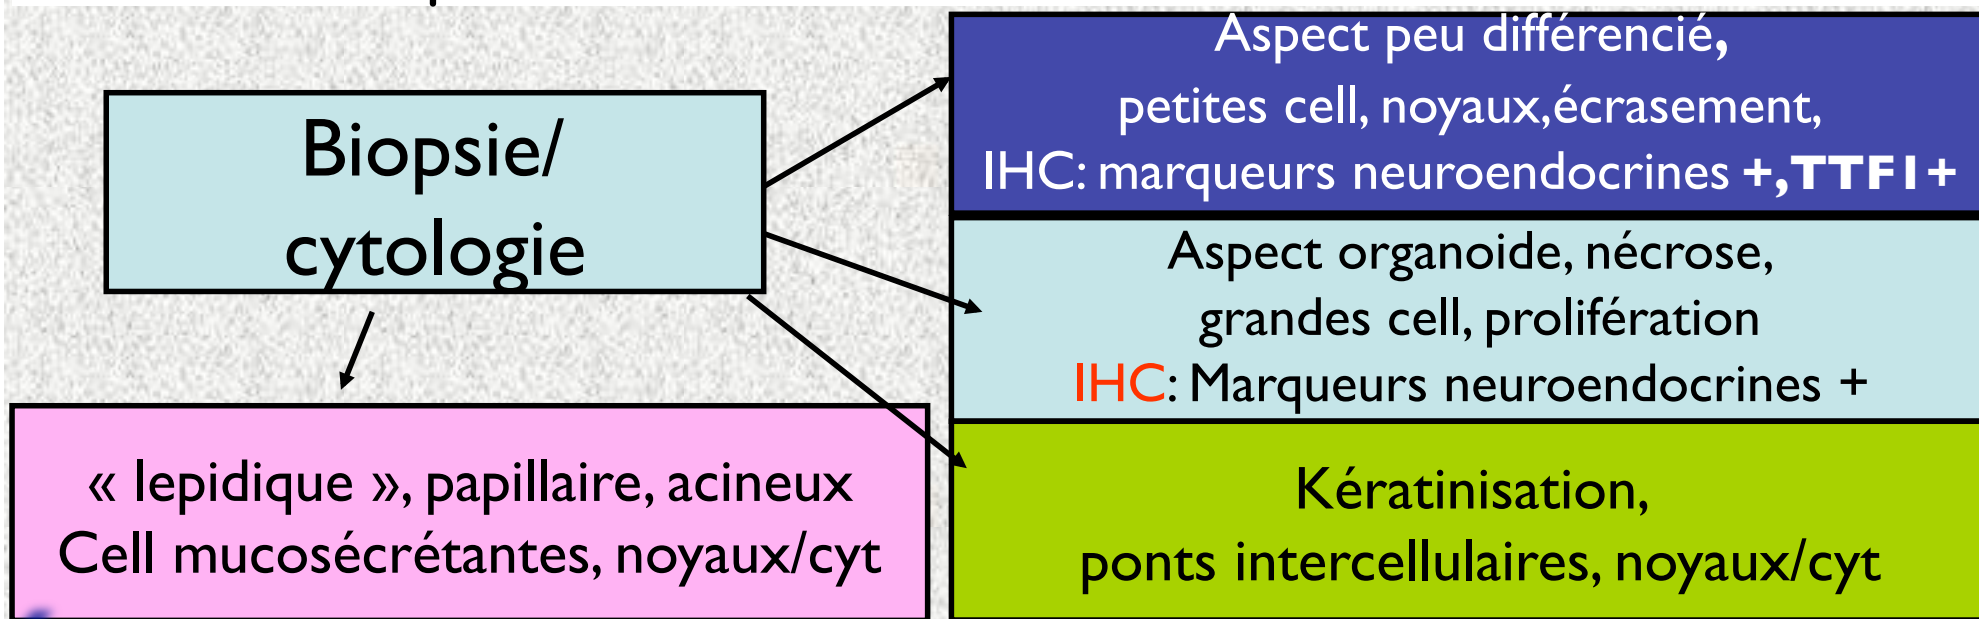 Biopsie/
cytologie
Aspect peu différencié,
petites cell, noyaux,écrasement,
IHC: marqueurs neuroendocrines +,TTF1+
Aspect organoide, nécrose,
grandes cell, prolifération
IHC: Marqueurs neuroendocrines +
Kératinisation,
ponts intercellulaires, noyaux/cyt
« lepidique », papillaire, acineux
Cell mucosécrétantes, noyaux/cyt